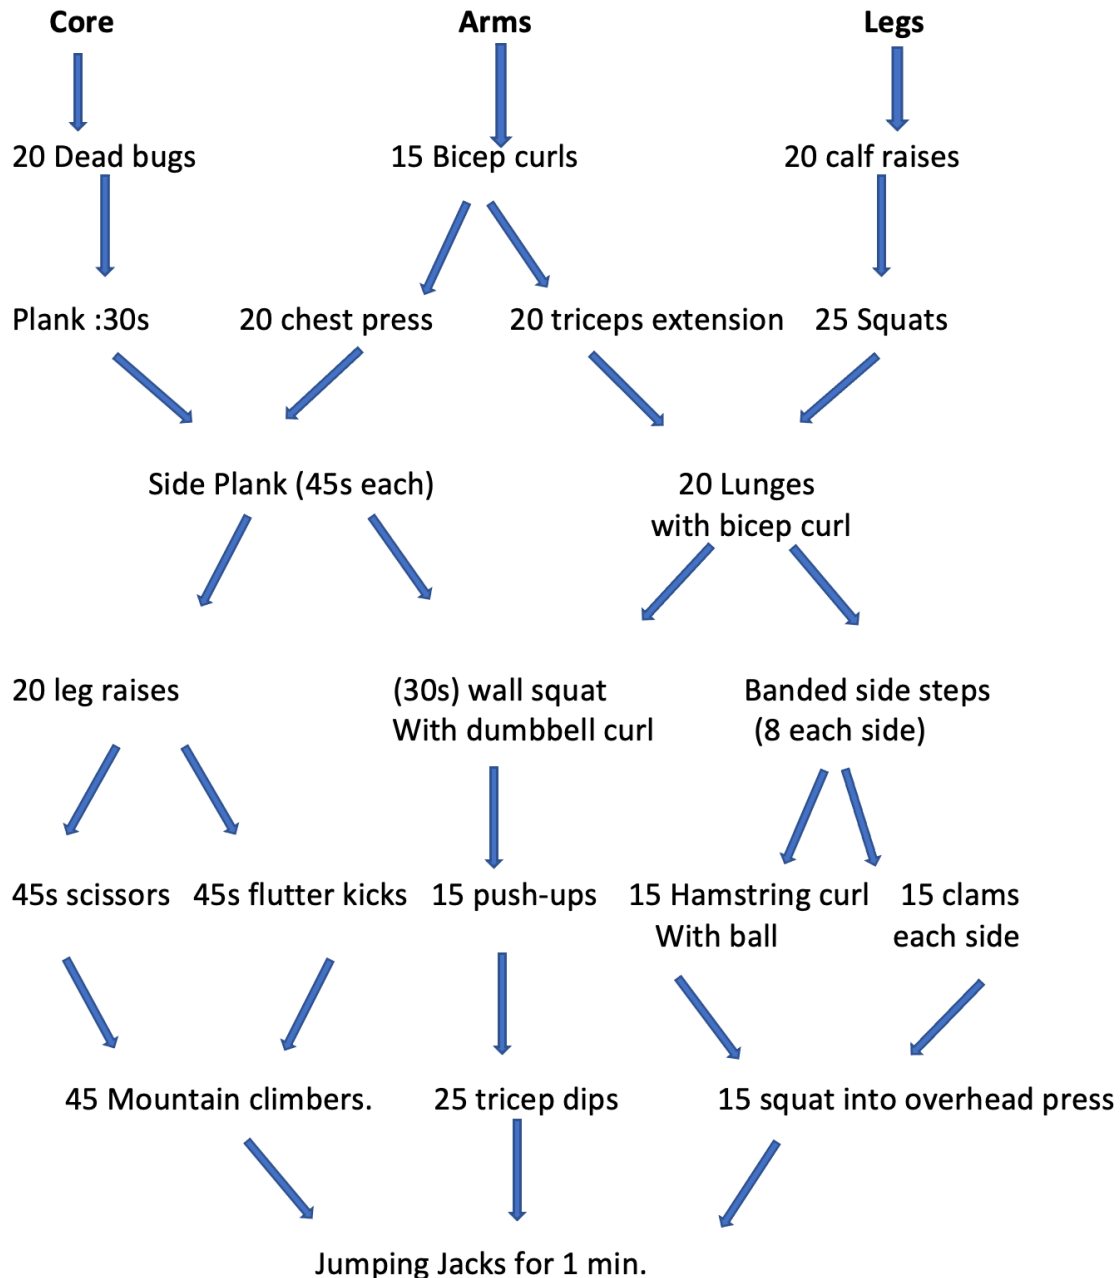 Core Arms Legs
20 Dead bugs 15 Bicep curls 20 calf raises
Plank :30s 20 chest press 20 triceps extension 25 Squats
Side Plank (45s each) 20 Lunges
with bicep curl
20 leg raises (30s) wall squat Banded side steps
With dumbbell curl (8 each side)
45s scissors 45s flutter kicks 15 push-ups 15 Hamstring curl 15 clams
With ball each side
45 Mountain climbers. 25 tricep dips 15 squat into overhead press
Jumping Jacks for 1 min.